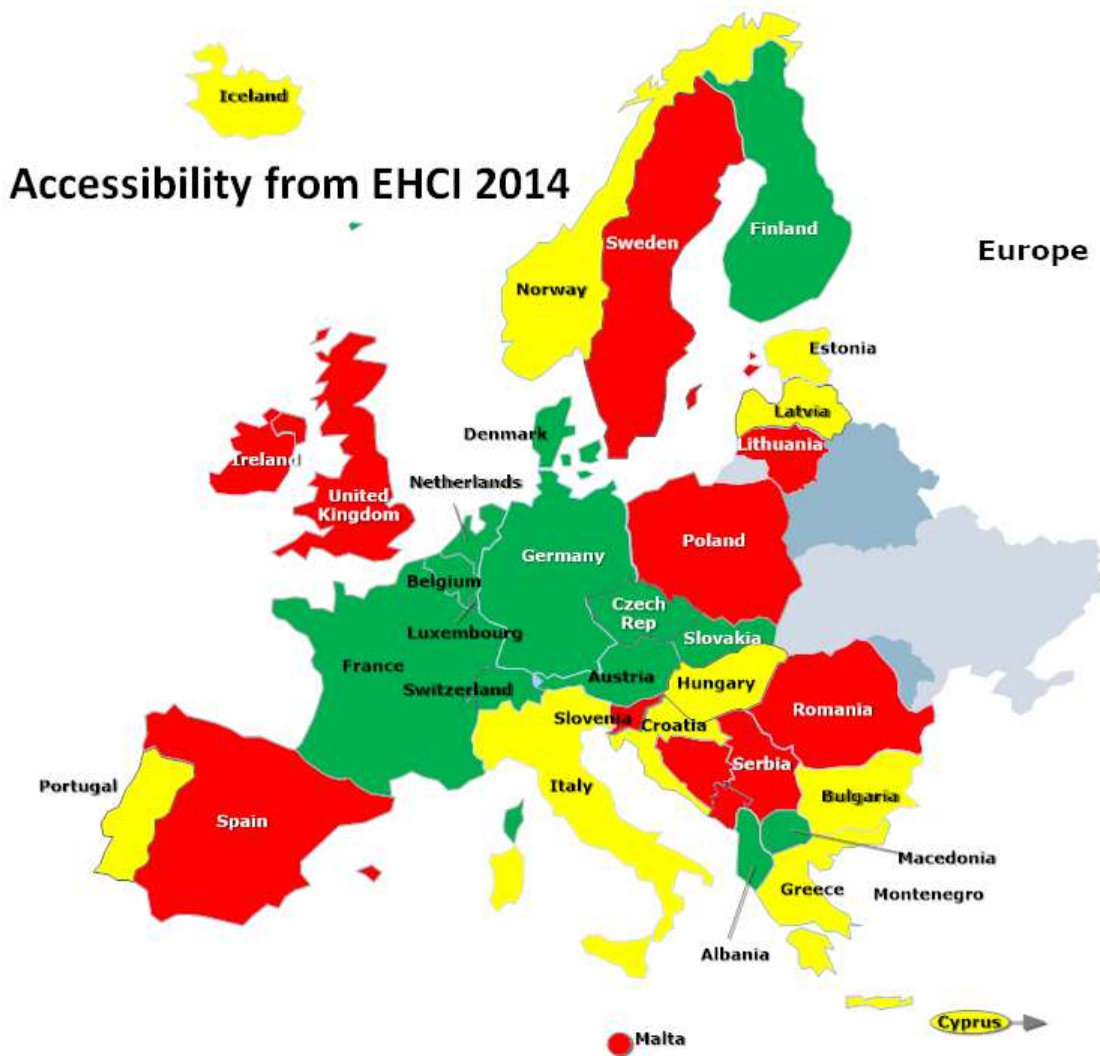 Iceland
Accessibility from EHCI 2014
Sweden
Finland
Europe
Norway
Estonia
Latvia
Denmark
Lithuania
Ireland
Netherlands
United
Kingdom
Poland
Germany
Belgium
Czech
Rep
Luxembourg
Slovakia
France
Austria
Switzerland
Hungary
Romania
Slovenia
Croatia
Serbia
Portugal
Italy
Bulgaria
Spain
Macedonia
Greece
Montenegro
Albania
Cyprus
Malta